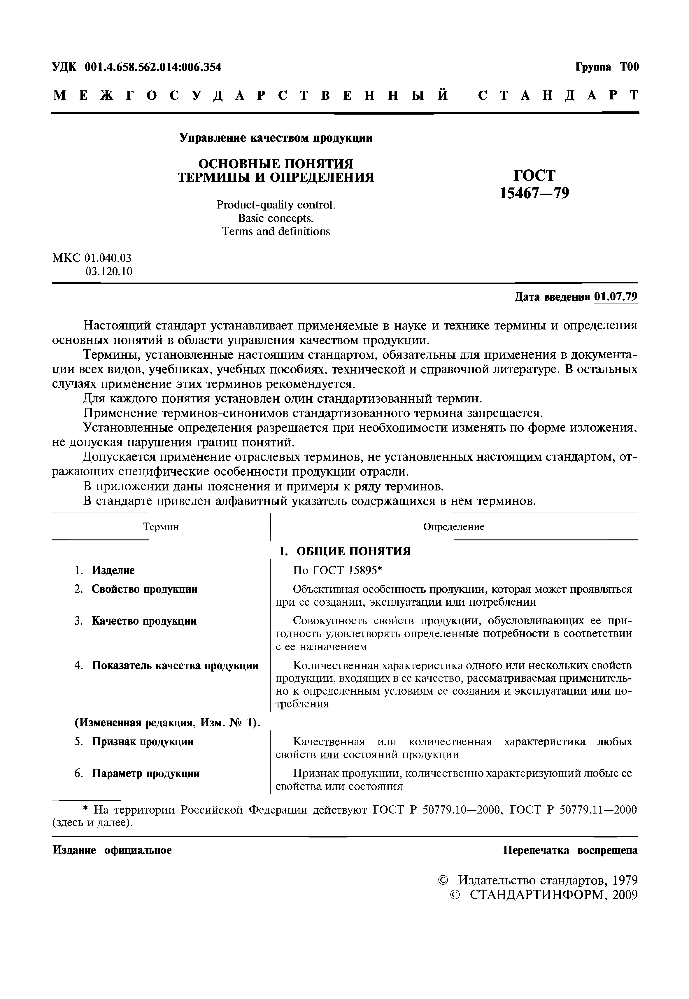 УДК 001.4.658.562.014:006.354 Группа Т00
МЕЖГОСУДАРСТВЕННЫЙ СТАНДАРТ
Управление качеством продукции
ОСНОВНЫЕ ПОНЯТИЯ
ТЕРМИНЫ И ОПРЕДЕЛЕНИЯ
Product-quality control.
Basic concepts.
Terms and definitions
ГОСТ
15467—79
МКС 01.040.03
03.120.10
Дата введения 01.07.79
Настоящий стандарт устанавливает применяемые в науке и технике термины и определения
основных понятий в области управления качеством продукции.
Термины, установленные настоящим стандартом, обязательны для применения в документа-
ции всех видов, учебниках, учебных пособиях, технической и справочной литературе. В остальных
случаях применение этих терминов рекомендуется.
Для каждого понятия установлен один стандартизованный термин.
Применение терминов-синонимов стандартизованного термина запрещается.
Установленные определения разрешается при необходимости изменять по форме изложения,
не допуская нарушения границ понятий.
Допускается применение отраслевых терминов, не установленных настоящим стандартом, от-
ражающих специфические особенности продукции отрасли.
В приложении даны пояснения и примеры к ряду терминов.
В стандарте приведен алфавитный указатель содержащихся в нем терминов.
Термин Определение
1. ОБЩИЕ ПОНЯТИЯ
1. Изделие По ГОСТ 15895*
2. Свойство продукции Объективная особенность продукции, которая может проявляться
при ее создании, эксплуатации или потреблении
3. Качество продукции Совокупность свойств продукции, обусловливающих ее при-
годность удовлетворять определенные потребности в соответствии
с ее назначением
4. Показатель качества продукции Количественная характеристика одного или нескольких свойств
продукции, входящих в ее качество, рассматриваемая применитель-
но к определенным условиям ее создания и эксплуатации или по-
требления
(Измененная редакция, Изм. № 1).
5. Признак продукции Качественная или количественная характеристика любых
свойств или состояний продукции
6. Параметр продукции Признак продукции, количественно характеризующий любые ее
свойства или состояния
* На территории Российской Федерации действуют ГОСТ Р 50779.10—2000, ГОСТ Р 50779.11—2000
(здесь и далее).
Издание официальное Перепечатка воспрещена
© Издательство стандартов, 1979
© СТАНДАРТИНФОРМ, 2009